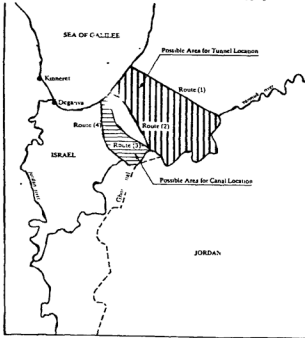 SEA OF GALILEE
Possible Area for Tunnel Location
Kinneret
Route (1)
Deganya
Route (4)
Route (2)
ISRAEL
Route (3)
Possible Area for Canal Location
JORDAN